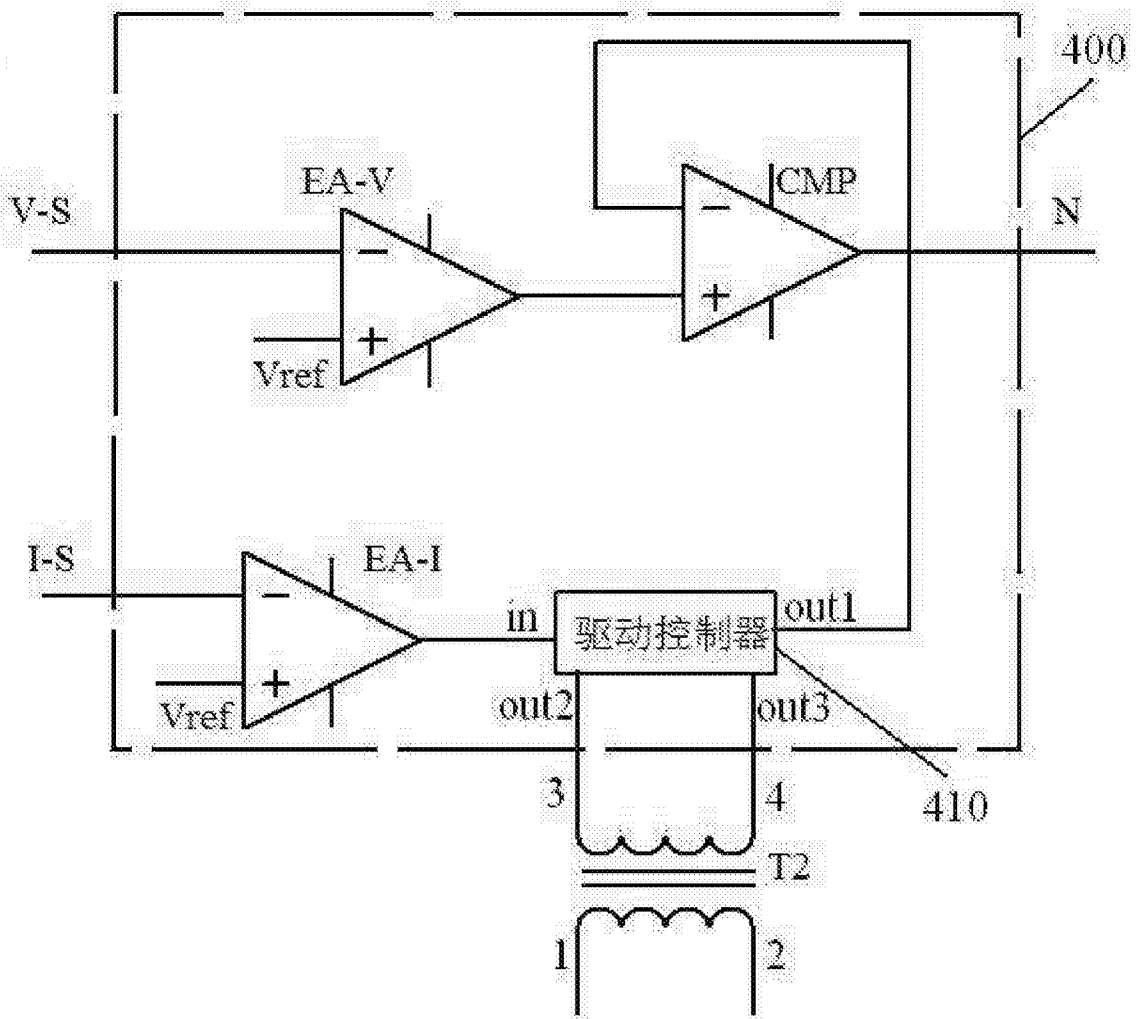 400
V-S
EA-V
−
+
Vref
CMP
−
+
N
I-S
EA-I
−
+
Vref
in
驱动控制器
out1
out2
out3
3
4
410
T2
1
2